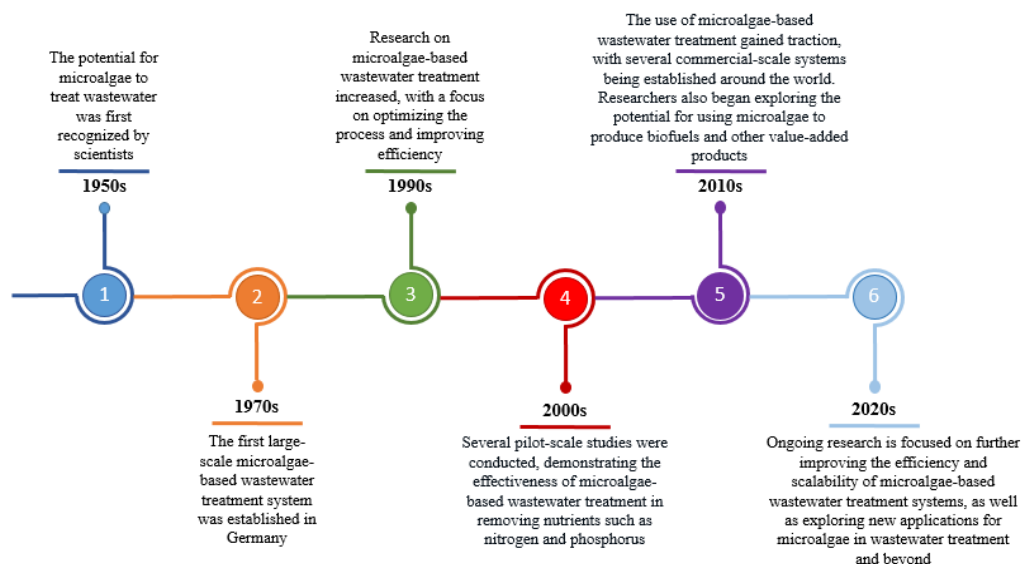 The potential for
microalgae to
treat wastewater
was first
recognized by
scientists
1950s
1
2
1970s
The first large-
scale microalgae-
based wastewater
treatment system
was established in
Germany
Research on
microalgae-based
wastewater treatment
increased, with a focus
on optimizing the
process and improving
efficiency
1990s
3
4
2000s
Several pilot-scale studies were
conducted, demonstrating the
effectiveness of microalgae-
based wastewater treatment in
removing nutrients such as
nitrogen and phosphorus
The use of microalgae-based
wastewater treatment gained traction,
with several commercial-scale systems
being established around the world.
Researchers also began exploring the
potential for using microalgae to
produce biofuels and other value-added
products
2010s
5
6
2020s
Ongoing research is focused on further
improving the efficiency and
scalability of microalgae-based
wastewater treatment systems, as well
as exploring new applications for
microalgae in wastewater treatment
and beyond